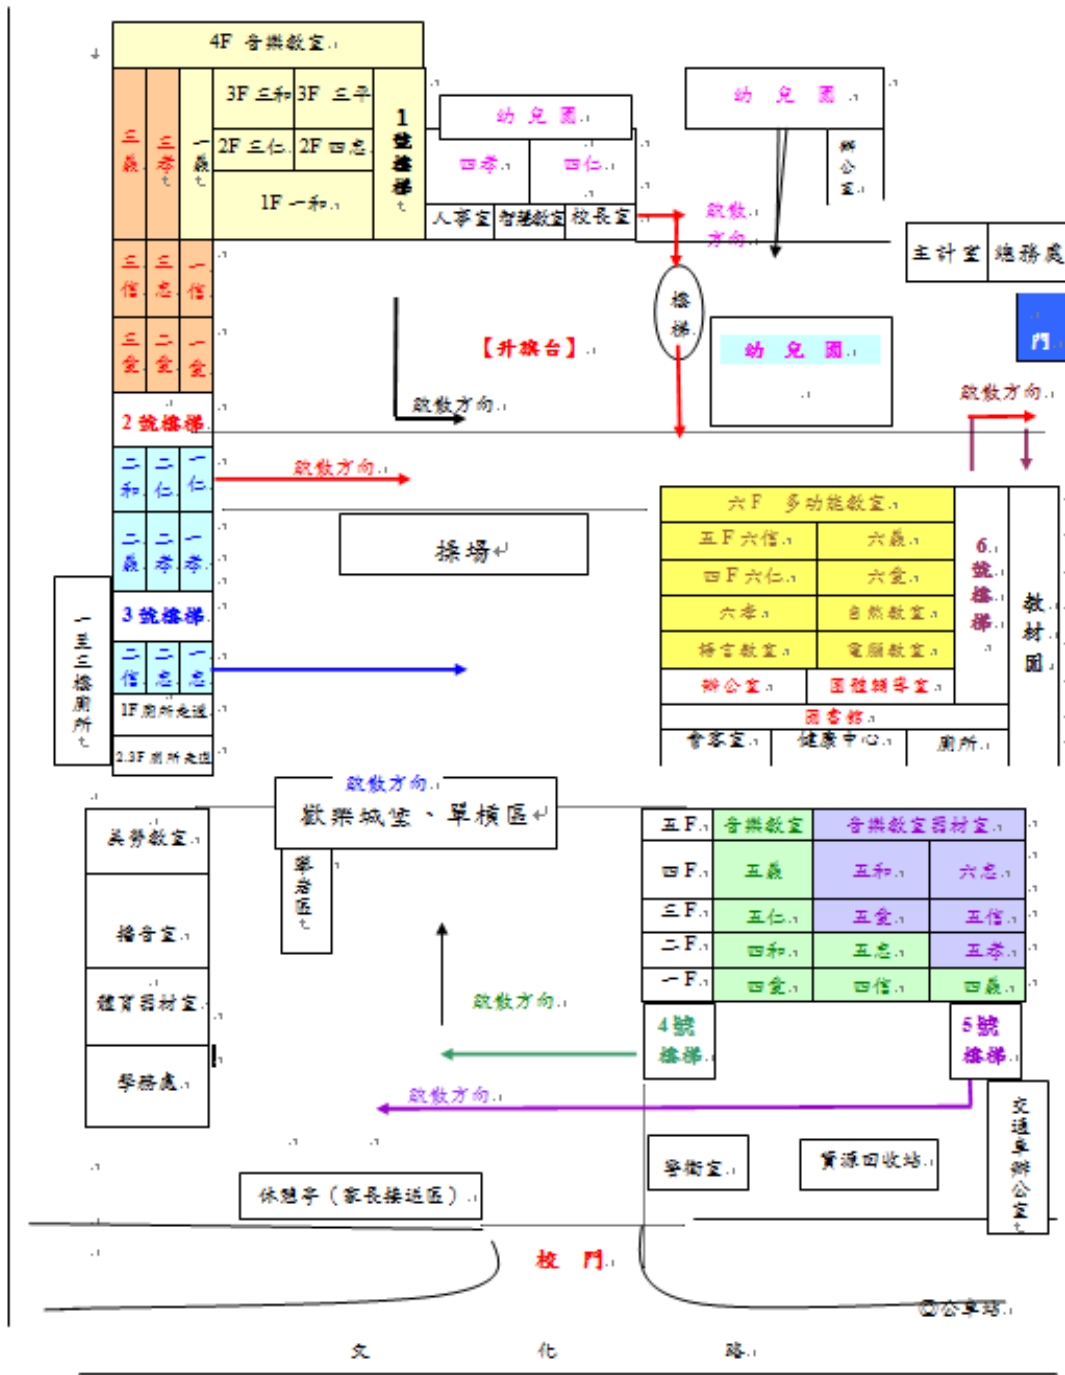 4F 音樂教室
三義
三孝
一義
3F 三和
3F 三平
2F 三仁
2F 四忠
1F 一和
1號樓梯
幼 兒 園
四孝
四仁
人事室
智慧教室
校長室
幼 兒 園
辦公室
疏散方向
主計室
總務處
門
樓梯
幼 兒 園
三信
三忠
一信
三愛
二愛
一愛
【升旗台】
疏散方向
疏散方向
2號樓梯
二和
二仁
一仁
疏散方向
二義
二孝
一孝
操場
3號樓梯
一至三樓廁所
二信
二忠
一忠
1F廁所走道
2.3F廁所走道
六F 多功能教室
五F六信
六義
四F六仁
六愛
六孝
自然教室
語言教室
電腦教室
辦公室
團體輔導室
圖書館
會客室
健康中心
廁所
6號樓梯
教材園
疏散方向
歡樂城堡、單槓區
攀岩區
美勞教室
播音室
體育器材室
學務處
五F
音樂教室
音樂教室器材室
四F
五義
五和
六忠
三F
五仁
五愛
五信
二F
四和
五忠
五孝
一F
四愛
四信
四義
疏散方向
4號樓梯
5號樓梯
疏散方向
交通車辦公室
警衛室
資源回收站
休憩亭（家長接送區）
校 門
◎公車站
文 化 路